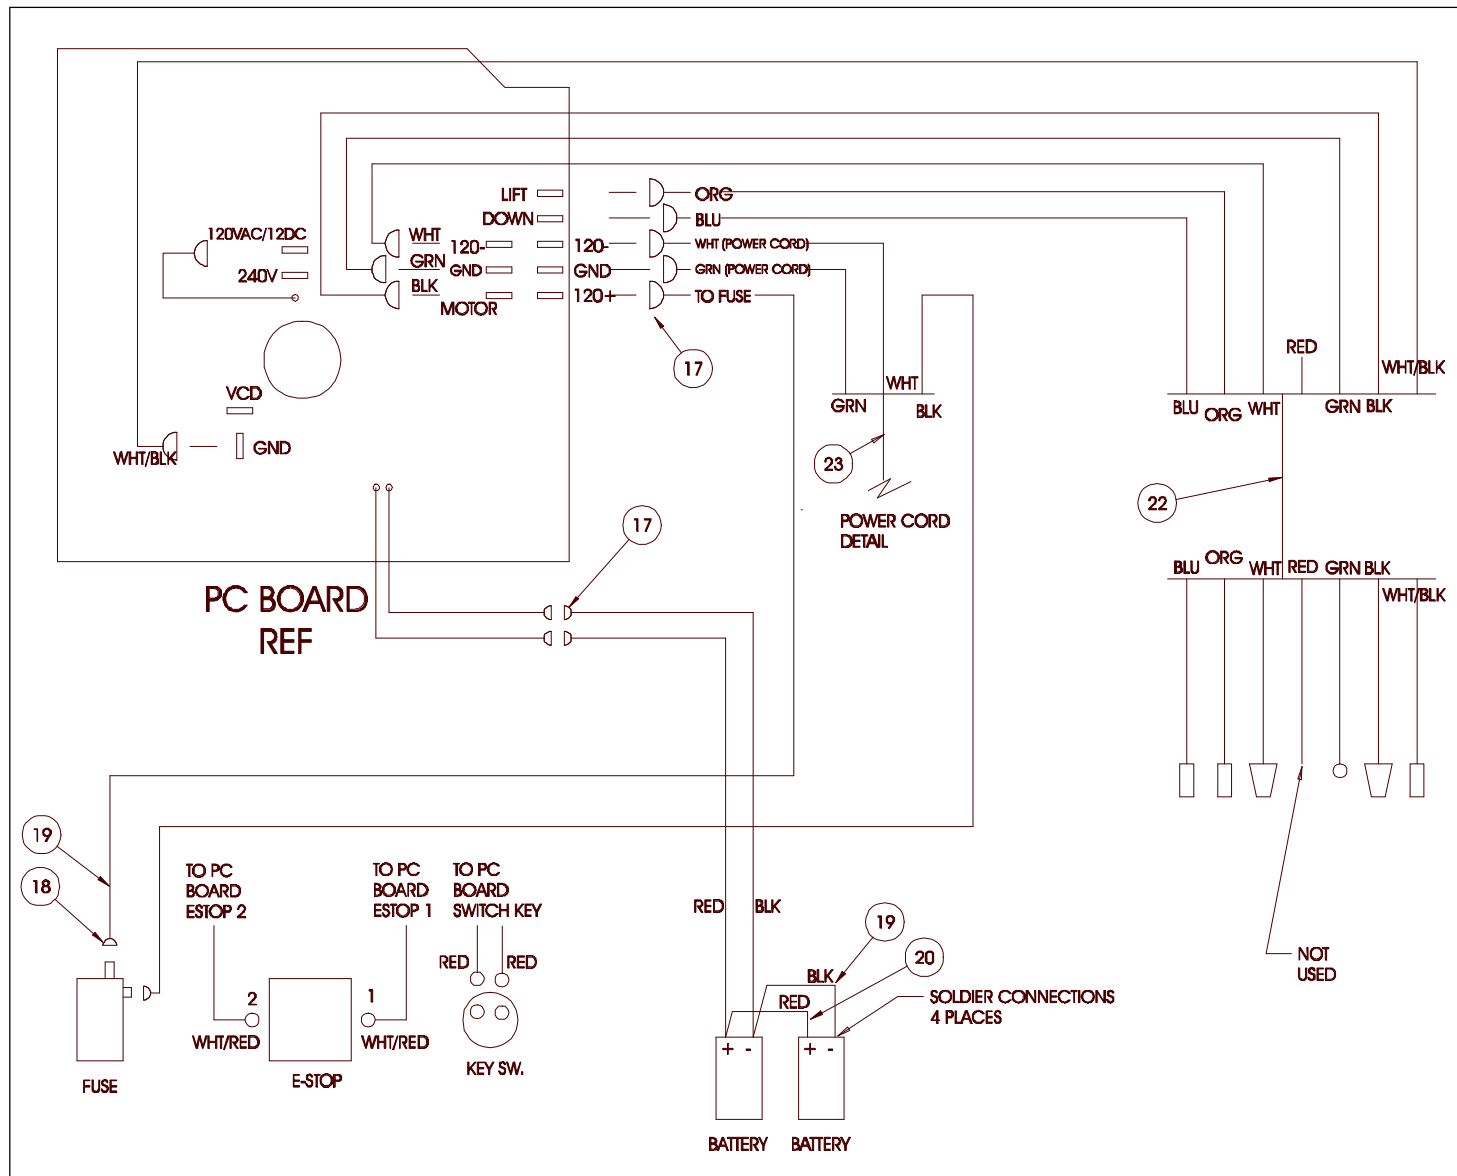 LIFT
ORG
DOWN
BLU
120VAC/12DC
WHT
120-
120-
WHT (POWER CORD)
GRN
240V
GND
GND
GRN (POWER CORD)
BLK
MOTOR
120+
TO FUSE
17
RED
WHT/BLK
VCD
WHT
GRN
BLK
BLU
ORG
WHT
GRN
BLK
WHT/BLK
GND
23
22
17
POWER CORD
DETAIL
BLU
ORG
WHT
RED
GRN
BLK
WHT/BLK
PC BOARD
REF
19
18
TO PC
BOARD
ESTOP 2
TO PC
BOARD
ESTOP 1
TO PC
BOARD
SWITCH KEY
RED
BLK
19
20
RED
RED
BLK
RED
NOT
USED
2
1
SOLDIER CONNECTIONS
4 PLACES
WHT/RED
WHT/RED
+ -
+ -
KEY SW.
FUSE
E-STOP
BATTERY
BATTERY